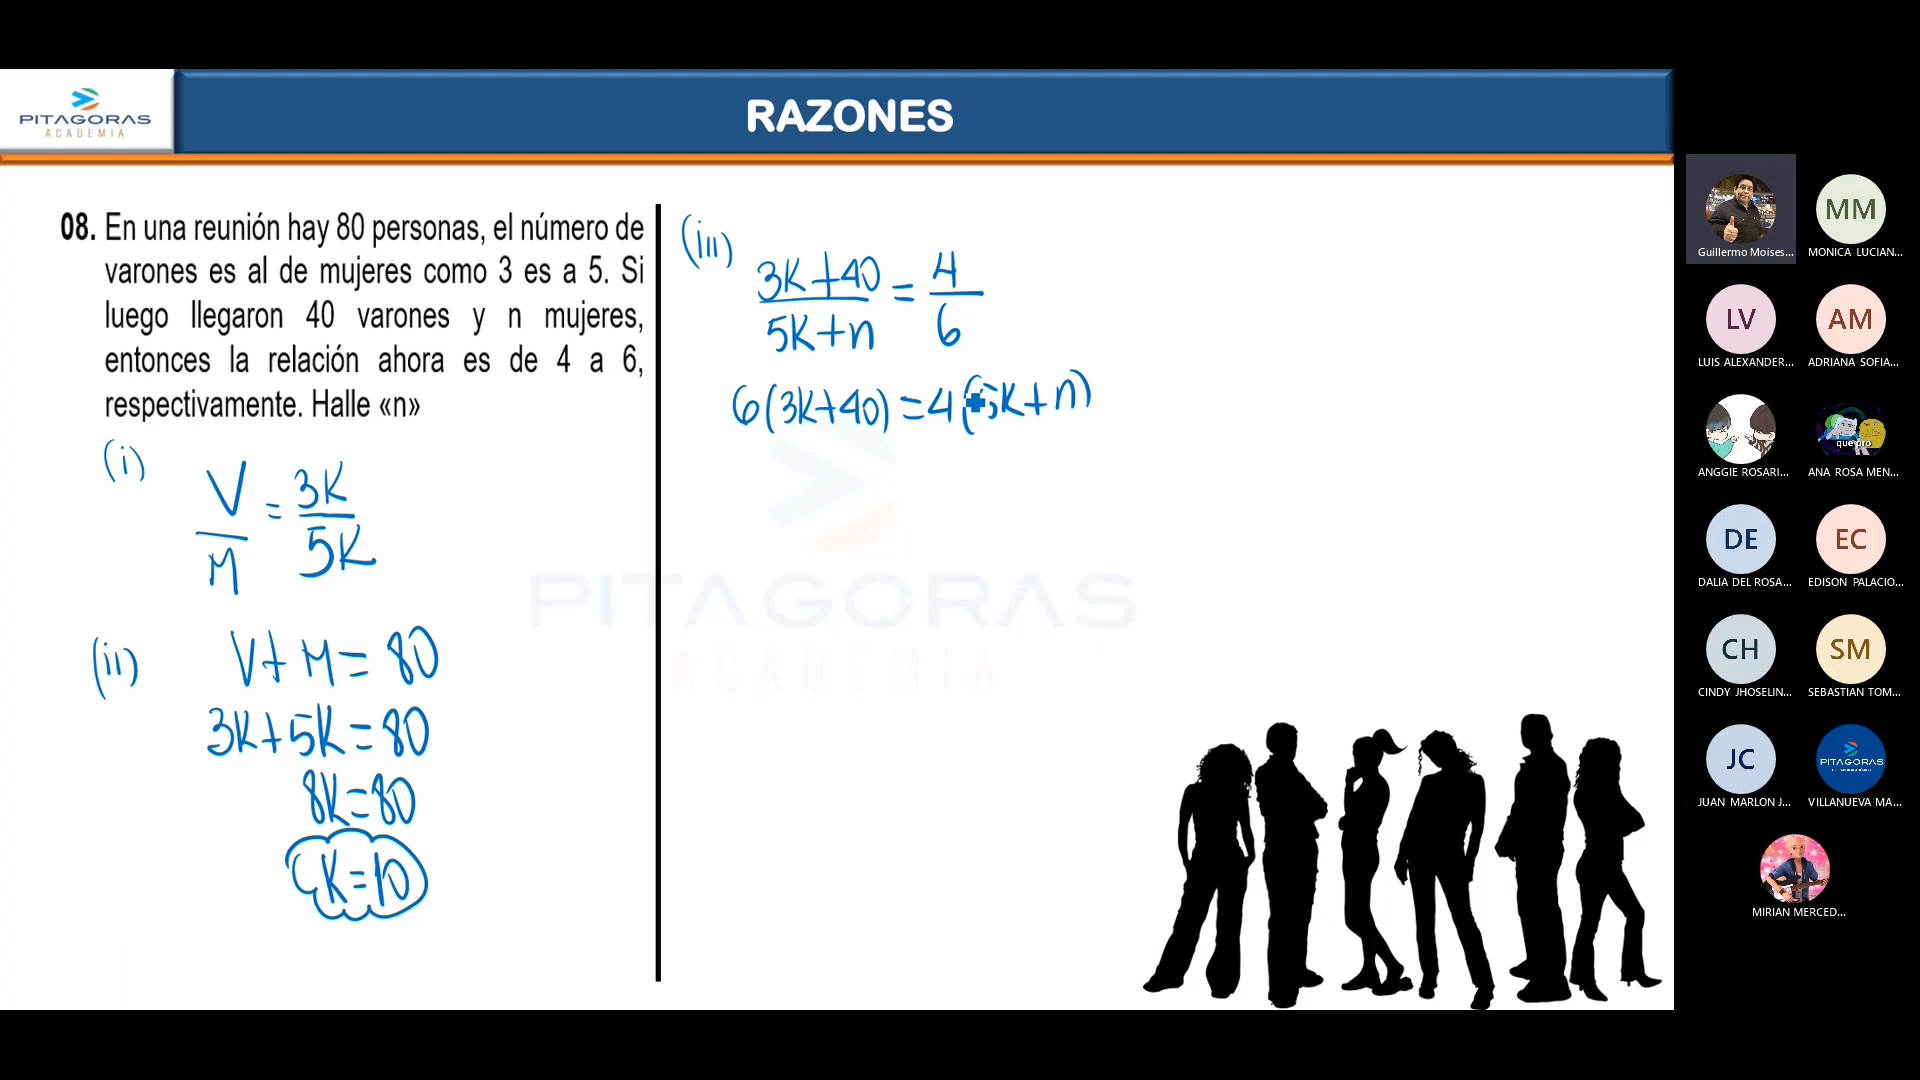 PITAGORAS
ACADEMIA
RAZONES
08. En una reunión hay 80 personas, el número de
varones es al de mujeres como 3 es a 5. Si
luego llegaron 40 varones y n mujeres,
entonces la relación ahora es de 4 a 6,
respectivamente. Halle «n»
(i)
V/M = 3K/5K
(ii) V+M=80
3K+5K=80
8K=80
K=10
(iii)
3K+40/5K+n = 4/6
6(3K+40)=4(5K+n)
PITAGORAS
ACADEMIA
Guillermo Moises...
MM
MONICA LUCIAN...
LV
LUIS ALEXANDER...
AM
ADRIANA SOFIA...
ANGGIE ROSARI...
que pro
ANA ROSA MEN...
DE
DALIA DEL ROSA...
EC
EDISON PALACIO...
CH
CINDY JHOSELIN...
SM
SEBASTIAN TOM...
JC
JUAN MARLON J...
PITAGORAS
VILLANUEVA MA...
MIRIAN MERCED...